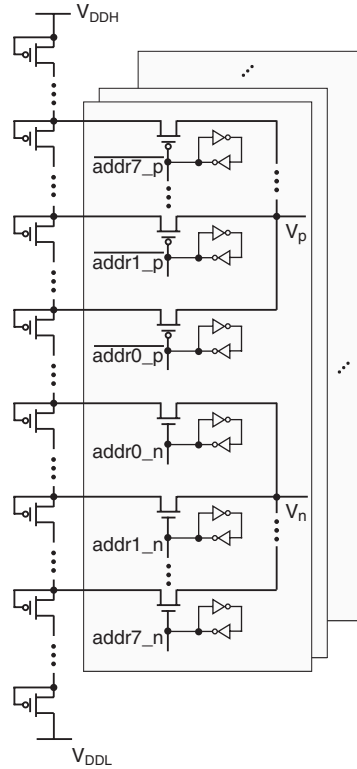 V_DDH
addr7_p
V_p
addr1_p
addr0_p
addr0_n
V_n
addr1_n
addr7_n
V_DDL